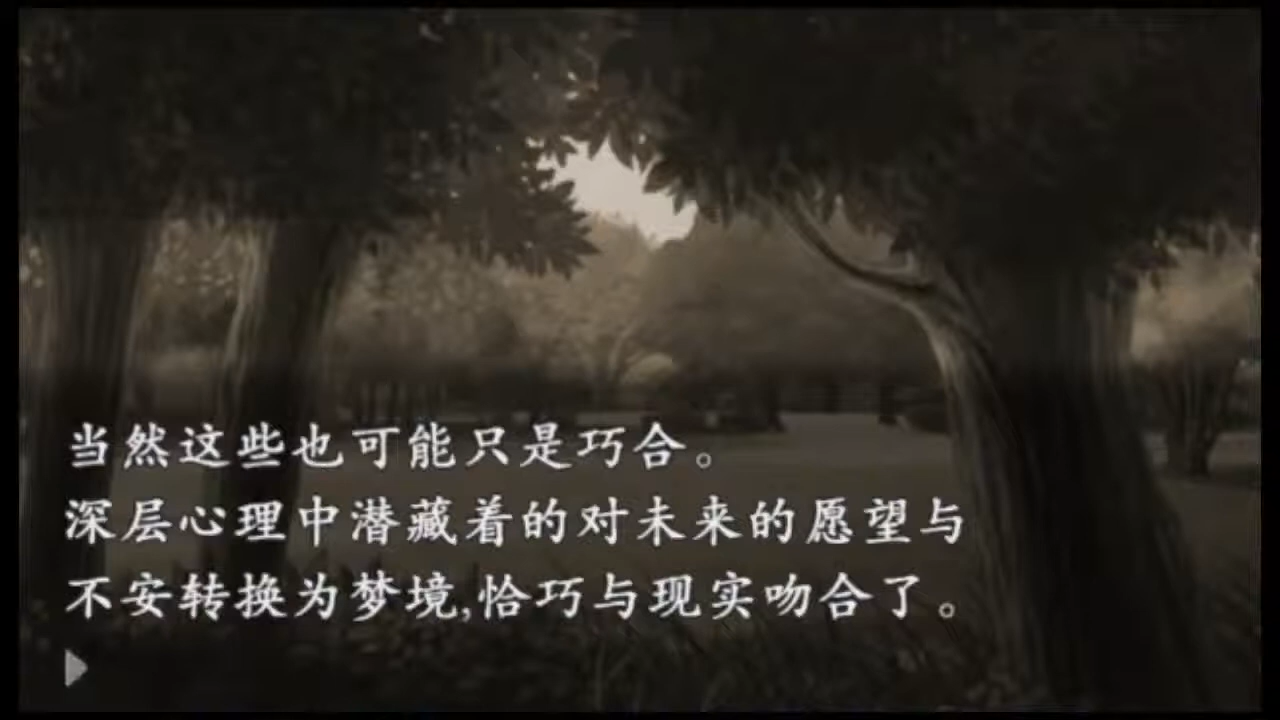 当然这些也可能只是巧合。
深层心理中潜藏着的对未来的愿望与
不安转换为梦境,恰巧与现实吻合了。